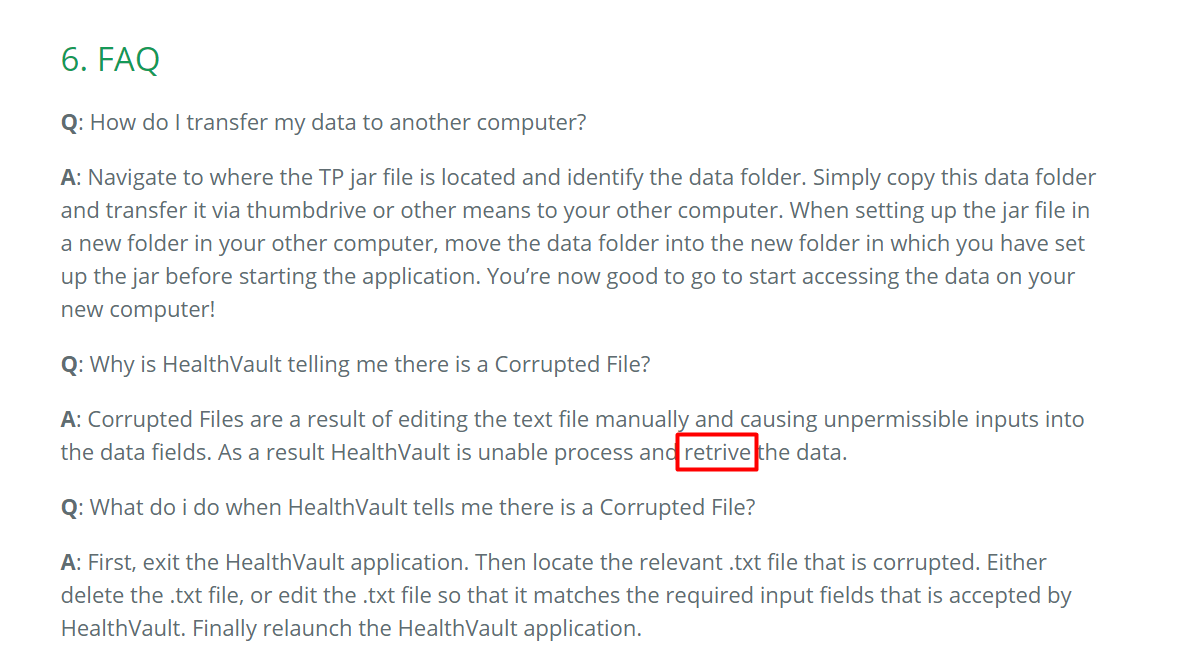 6. FAQ
Q: How do I transfer my data to another computer?
A: Navigate to where the TP jar file is located and identify the data folder. Simply copy this data folder
and transfer it via thumbdrive or other means to your other computer. When setting up the jar file in
a new folder in your other computer, move the data folder into the new folder in which you have set
up the jar before starting the application. You’re now good to go to start accessing the data on your
new computer!
Q: Why is HealthVault telling me there is a Corrupted File?
A: Corrupted Files are a result of editing the text file manually and causing unpermissible inputs into
the data fields. As a result HealthVault is unable process and retrive the data.
Q: What do i do when HealthVault tells me there is a Corrupted File?
A: First, exit the HealthVault application. Then locate the relevant .txt file that is corrupted. Either
delete the .txt file, or edit the .txt file so that it matches the required input fields that is accepted by
HealthVault. Finally relaunch the HealthVault application.